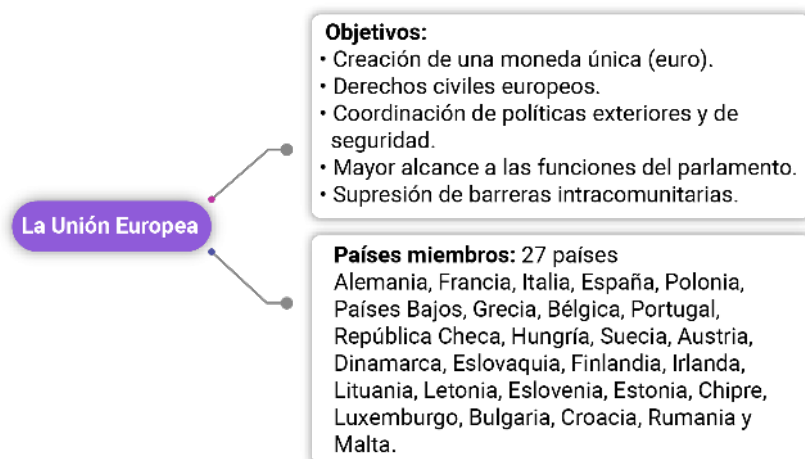 La Unión Europea
Objetivos:
• Creación de una moneda única (euro).
• Derechos civiles europeos.
• Coordinación de políticas exteriores y de
seguridad.
• Mayor alcance a las funciones del parlamento.
• Supresión de barreras intracomunitarias.
Países miembros: 27 países
Alemania, Francia, Italia, España, Polonia,
Países Bajos, Grecia, Bélgica, Portugal,
República Checa, Hungría, Suecia, Austria,
Dinamarca, Eslovaquia, Finlandia, Irlanda,
Lituania, Letonia, Eslovenia, Estonia, Chipre,
Luxemburgo, Bulgaria, Croacia, Rumania y
Malta.